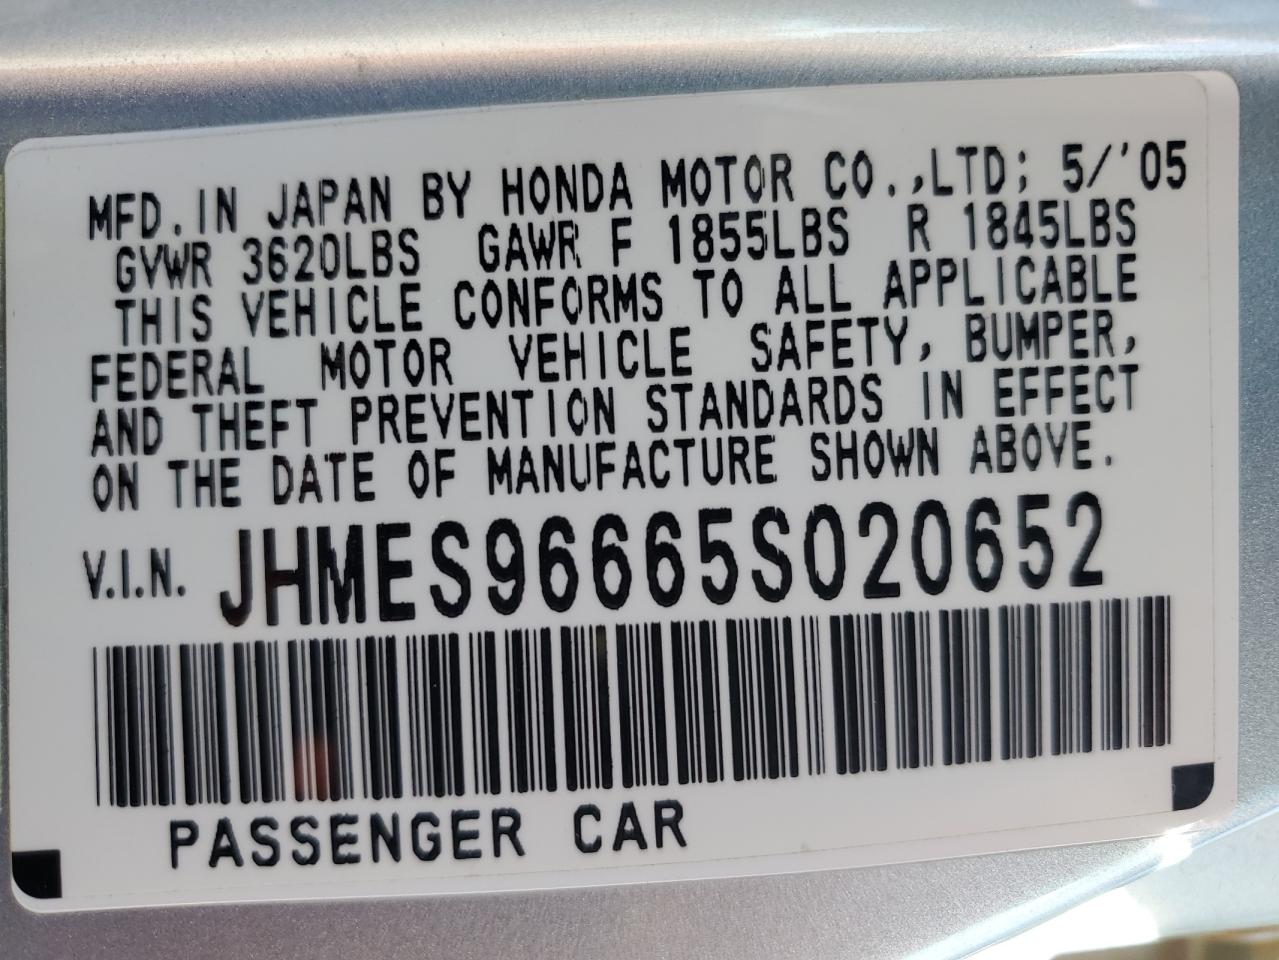 MFD. IN JAPAN BY HONDA MOTOR CO.,LTD; 5/'05
GVWR 3620LBS GAWR F 1855LBS R 1845LBS
THIS VEHICLE CONFORMS TO ALL APPLICABLE
FEDERAL MOTOR VEHICLE SAFETY, BUMPER,
AND THEFT PREVENTION STANDARDS IN EFFECT
ON THE DATE OF MANUFACTURE SHOWN ABOVE.
V.I.N. JHMES96665S020652
PASSENGER CAR